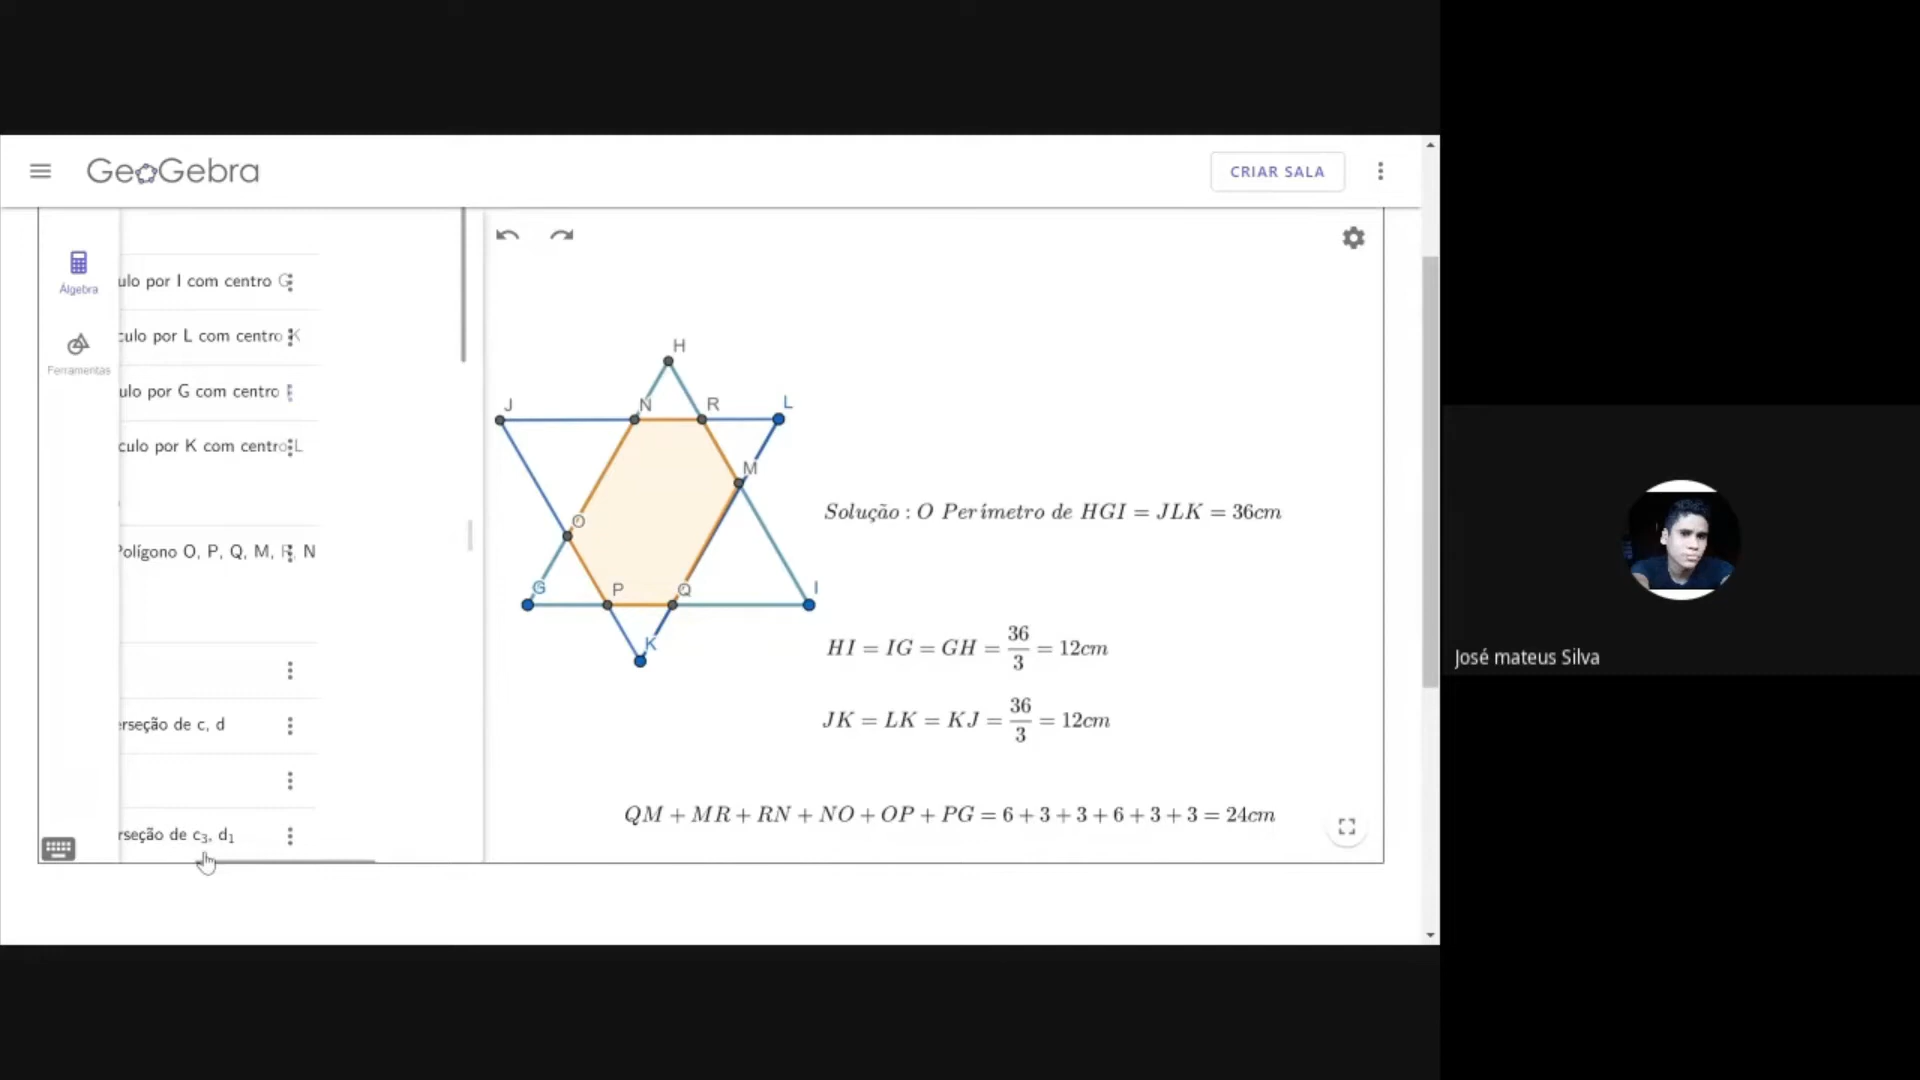 GeoGebra
CRIAR SALA
Álgebra
Ferramentas
ulo por I com centro G
culo por L com centro K
ulo por G com centro
culo por K com centro L
Polígono O, P, Q, M, R, N
erseção de c, d
rseção de c₃, d₁
H
J
N
R
L
M
O
G
P
Q
I
K
Solução : O Perímetro de HGI = JLK = 36cm
HI = IG = GH = 36/3 = 12cm
JK = LK = KJ = 36/3 = 12cm
QM + MR + RN + NO + OP + PG = 6 + 3 + 3 + 6 + 3 + 3 = 24cm
José mateus Silva